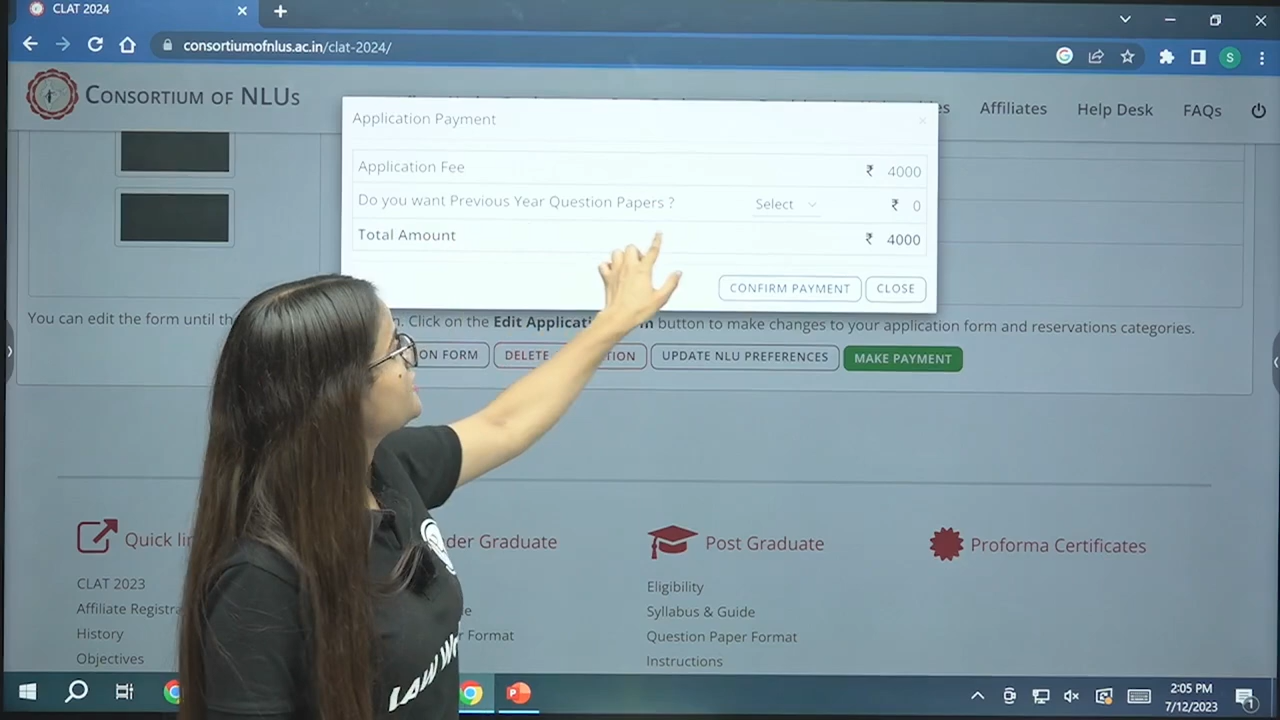 CLAT 2024
consortiumofnlus.ac.in/clat-2024/
S
CONSORTIUM OF NLUS
Affiliates
Help Desk
FAQs
Application Payment
Application Fee
₹ 4000
Do you want Previous Year Question Papers ?
Select
₹ 0
Total Amount
₹ 4000
CONFIRM PAYMENT
CLOSE
You can edit the form until th
n. Click on the Edit Applicati
m button to make changes to your application form and reservations categories.
ON FORM
DELETE
TION
UPDATE NLU PREFERENCES
MAKE PAYMENT
Quick lin
der Graduate
Post Graduate
Proforma Certificates
CLAT 2023
Affiliate Registra
History
Objectives
r Format
Eligibility
Syllabus & Guide
Question Paper Format
Instructions
LAW
2:05 PM
7/12/2023
1